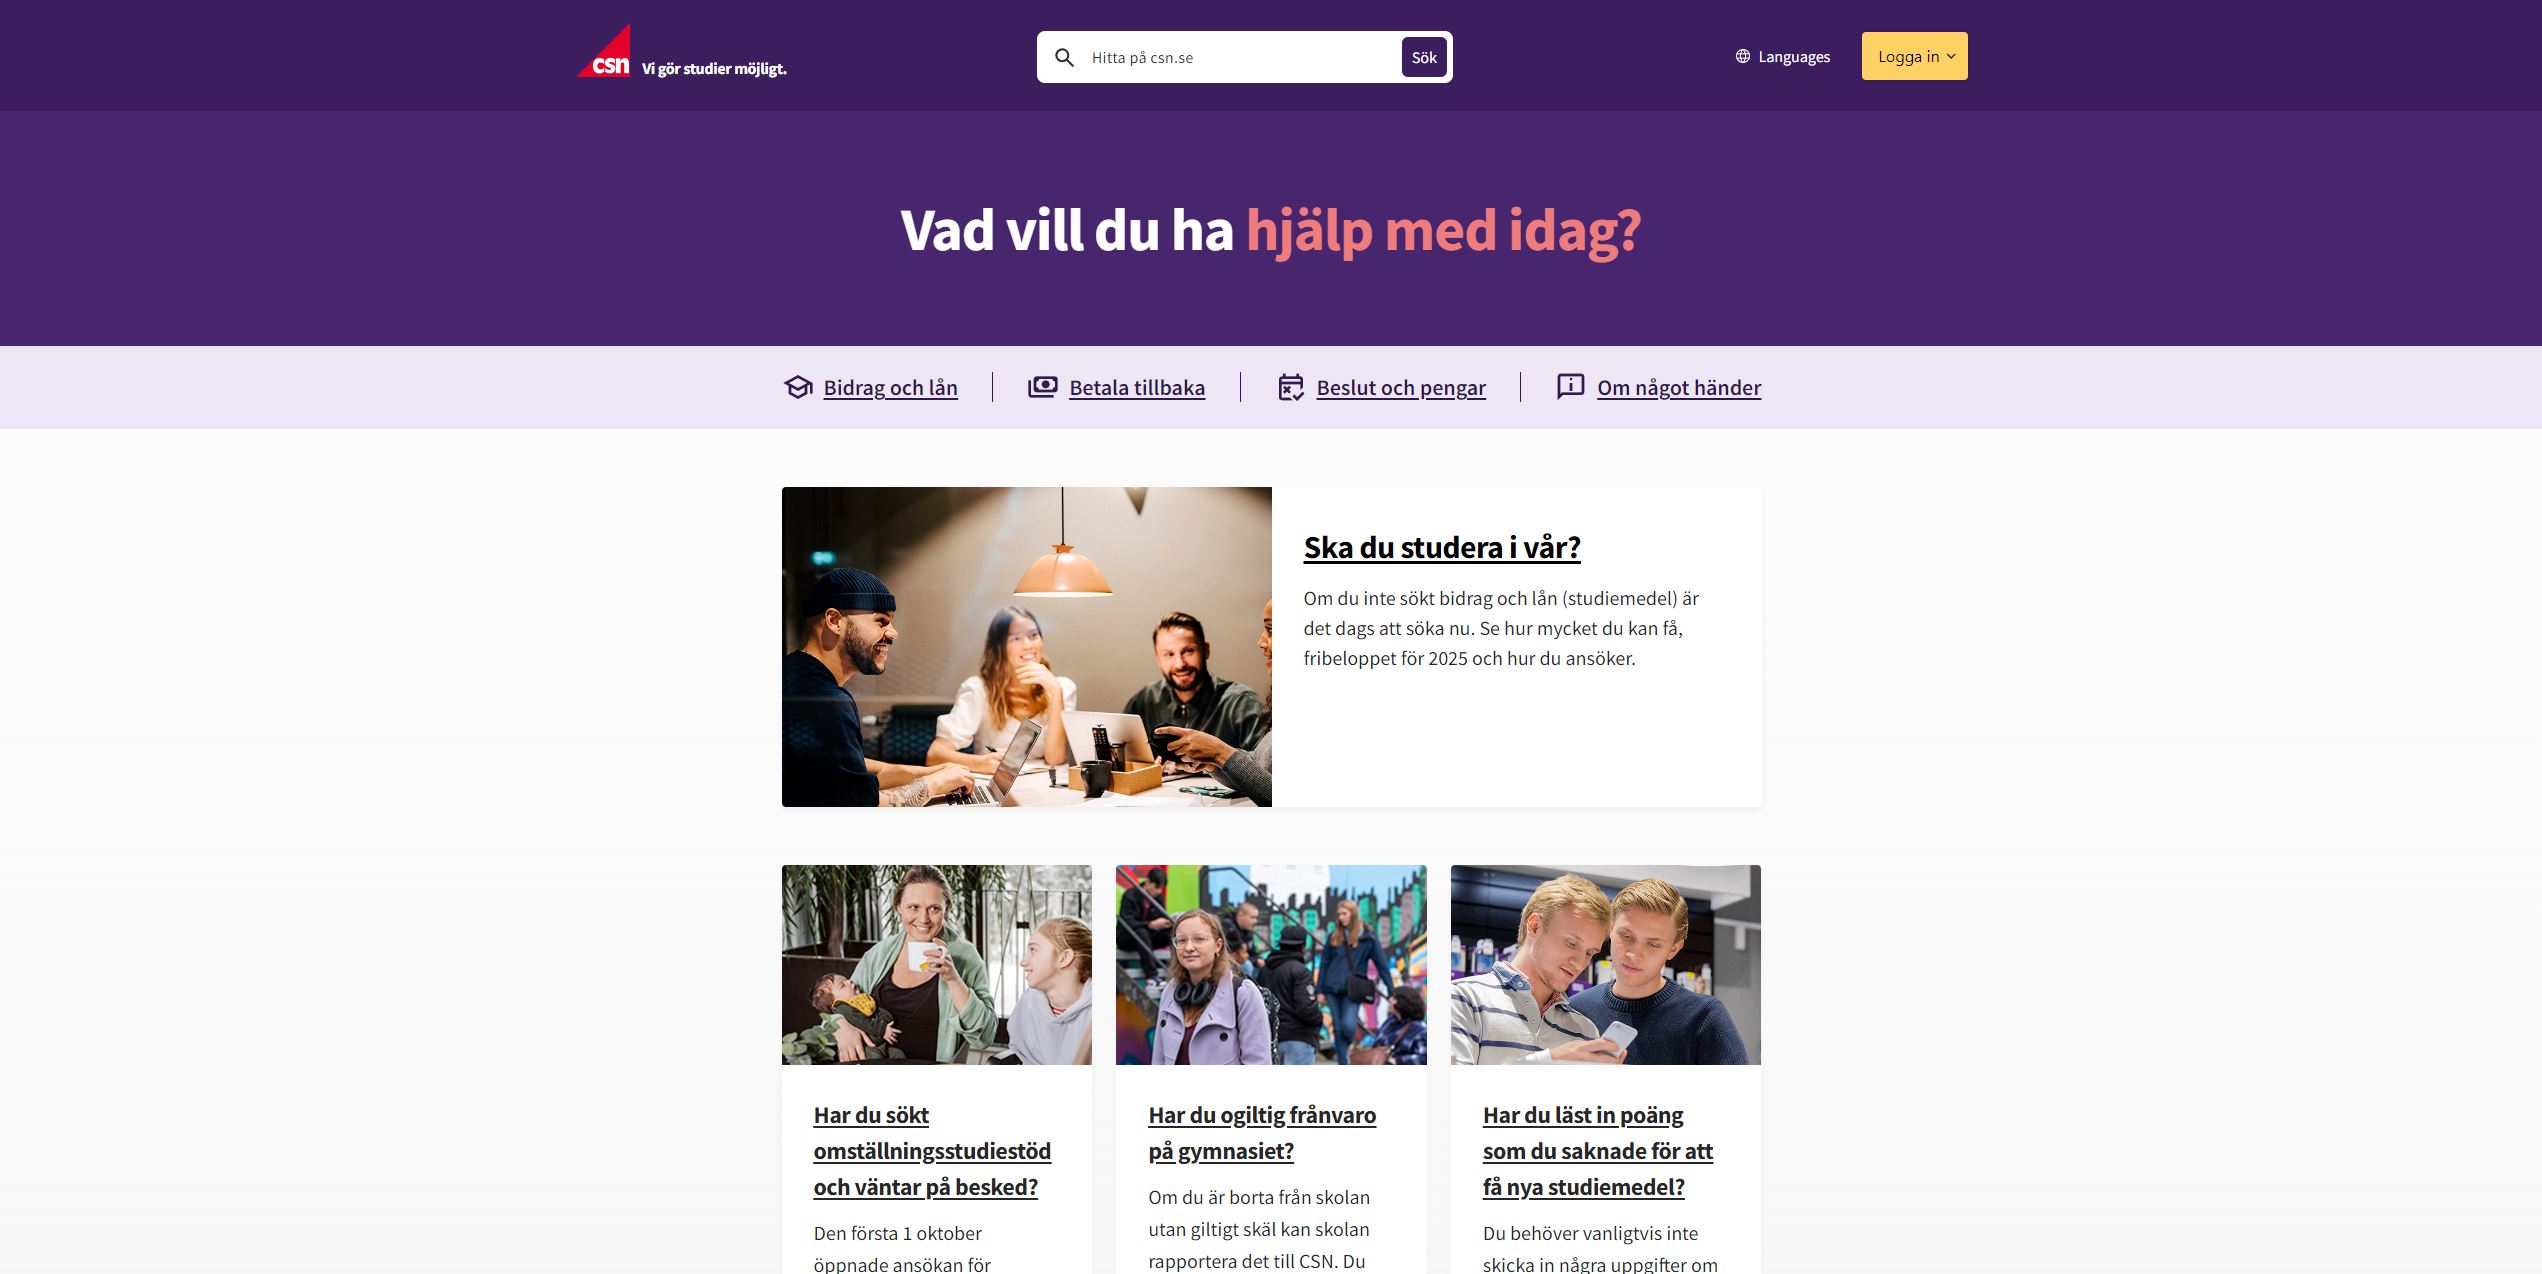 csn Vi gör studier möjligt.
Hitta på csn.se
Sök
Languages
Logga in
Vad vill du ha hjälp med idag?
Bidrag och lån
Betala tillbaka
Beslut och pengar
Om något händer
Ska du studera i vår?
Om du inte sökt bidrag och lån (studiemedel) är
det dags att söka nu. Se hur mycket du kan få,
fribeloppet för 2025 och hur du ansöker.
Har du sökt
omställningsstudiestöd
och väntar på besked?
Den första 1 oktober
öppnade ansökan för
Har du ogiltig frånvaro
på gymnasiet?
Om du är borta från skolan
utan giltigt skäl kan skolan
rapportera det till CSN. Du
Har du läst in poäng
som du saknade för att
få nya studiemedel?
Du behöver vanligtvis inte
skicka in några uppgifter om